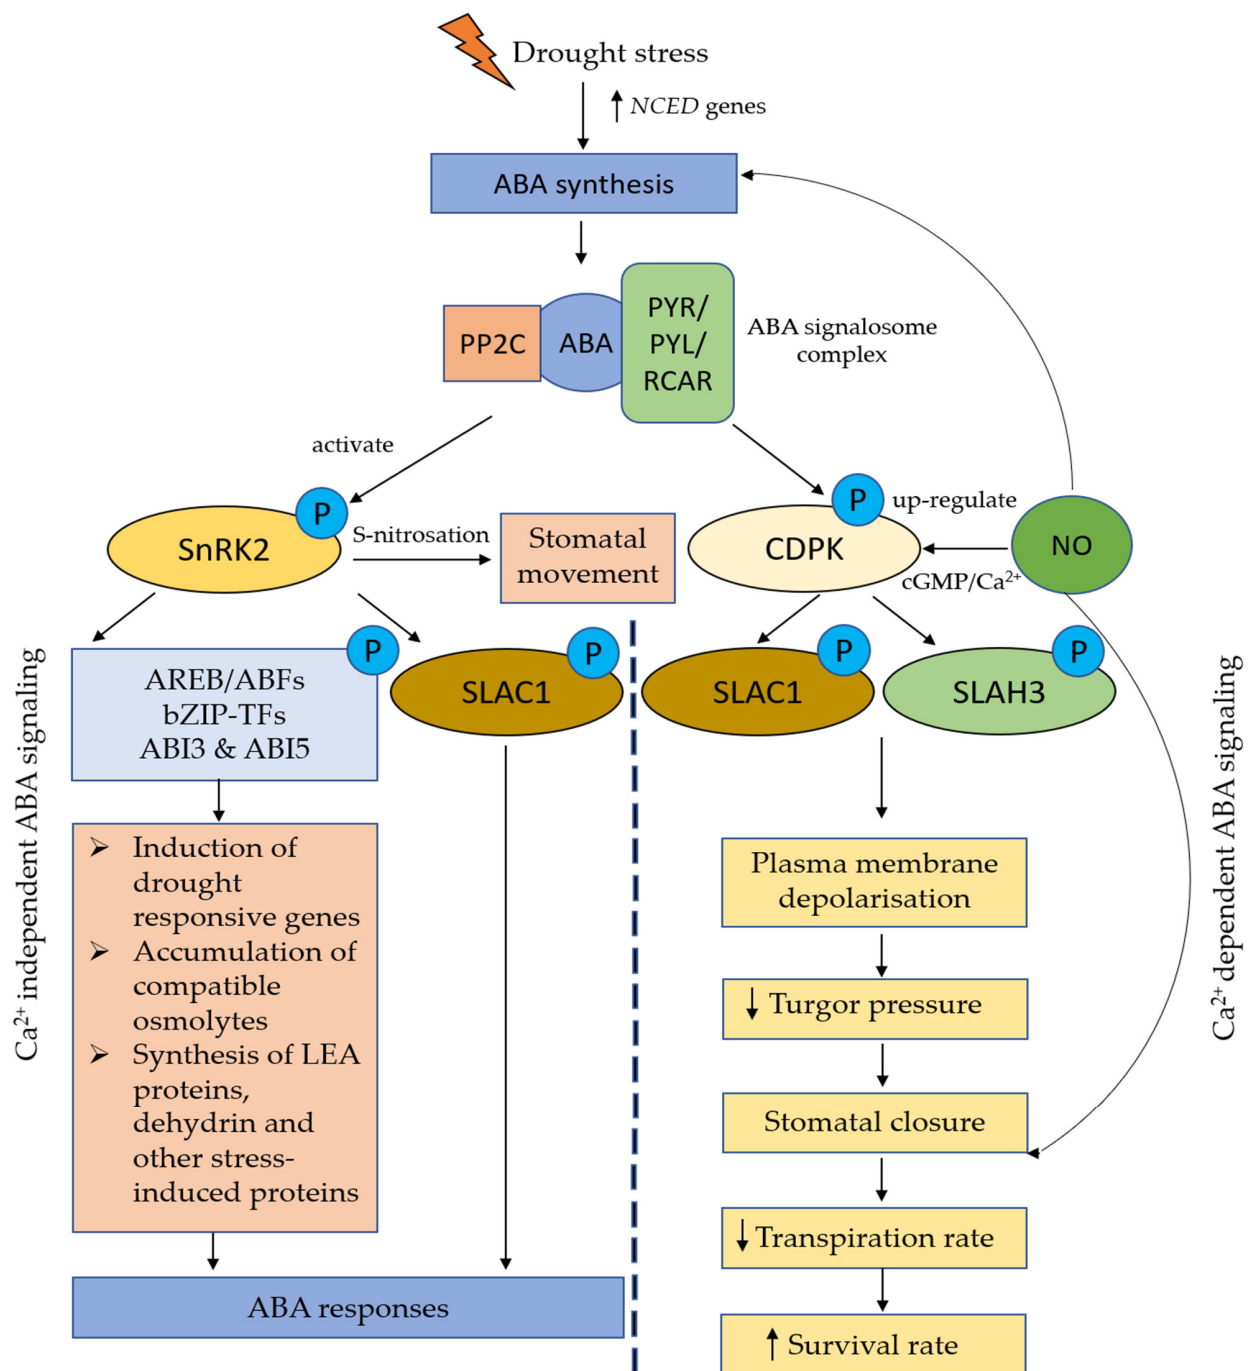 Drought stress
↑ NCED genes
ABA synthesis
PP2C
ABA
PYR/
PYL/
RCAR
ABA signalosome
complex
activate
P
SnRK2
S-nitrosation
Stomatal
movement
P
CDPK
up-regulate
cGMP/Ca²⁺
NO
Ca²⁺ independent ABA signaling
P
AREB/ABFs
bZIP-TFs
ABI3 & ABI5
P
SLAC1
P
SLAC1
P
SLAH3
Ca²⁺ dependent ABA signaling
➢ Induction of
drought
responsive genes
➢ Accumulation of
compatible
osmolytes
➢ Synthesis of LEA
proteins,
dehydrin and
other stress-
induced proteins
ABA responses
Plasma membrane
depolarisation
↓ Turgor pressure
Stomatal closure
↓ Transpiration rate
↑ Survival rate